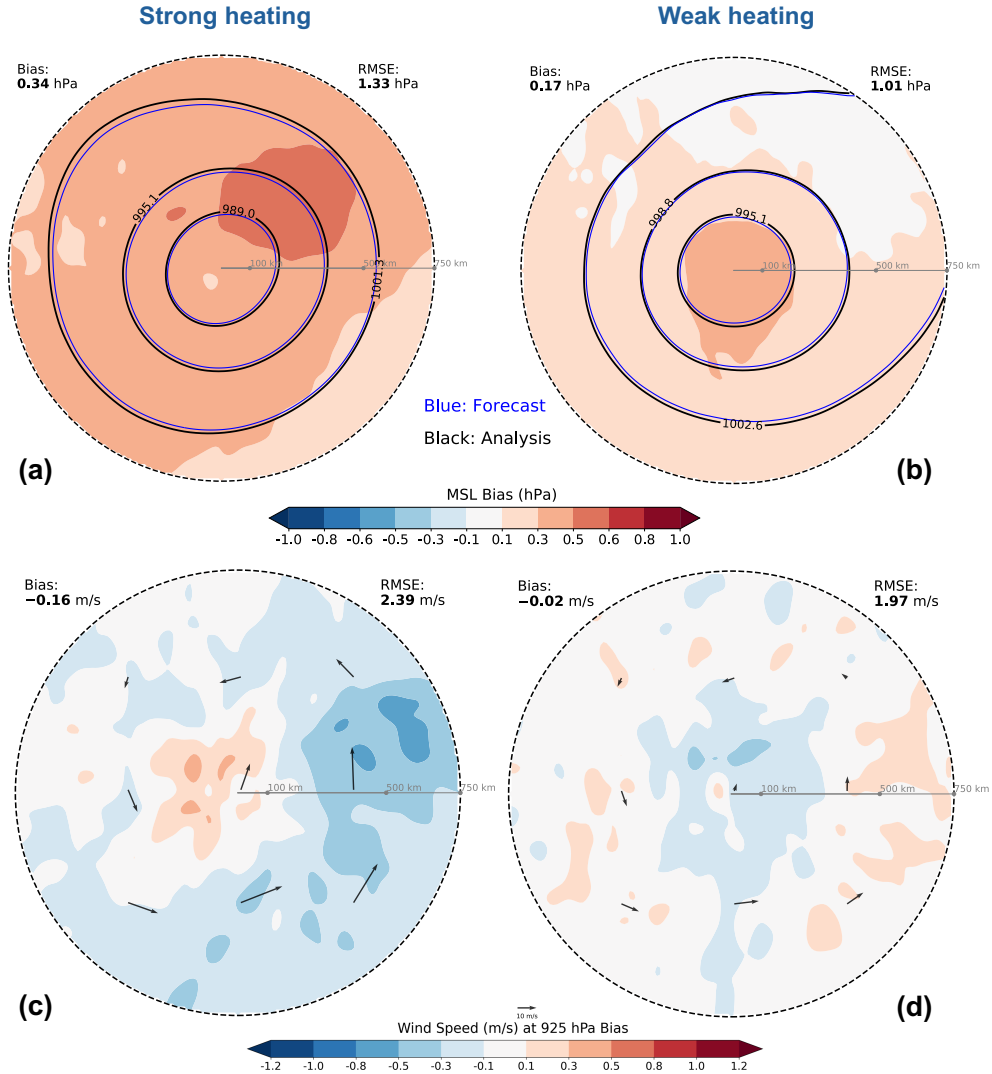 Strong heating
Weak heating
Bias:
0.34 hPa
RMSE:
1.33 hPa
Bias:
0.17 hPa
RMSE:
1.01 hPa
995.1
989.0
1001.3
100 km
500 km
750 km
998.8
995.1
1002.6
100 km
500 km
750 km
Blue: Forecast
Black: Analysis
(a)
(b)
MSL Bias (hPa)
-1.0 -0.8 -0.6 -0.5 -0.3 -0.1 0.1 0.3 0.5 0.6 0.8 1.0
Bias:
−0.16 m/s
RMSE:
2.39 m/s
Bias:
−0.02 m/s
RMSE:
1.97 m/s
100 km
500 km
750 km
100 km
500 km
750 km
(c)
(d)
10 m/s
Wind Speed (m/s) at 925 hPa Bias
-1.2 -1.0 -0.8 -0.5 -0.3 -0.1 0.1 0.3 0.5 0.8 1.0 1.2